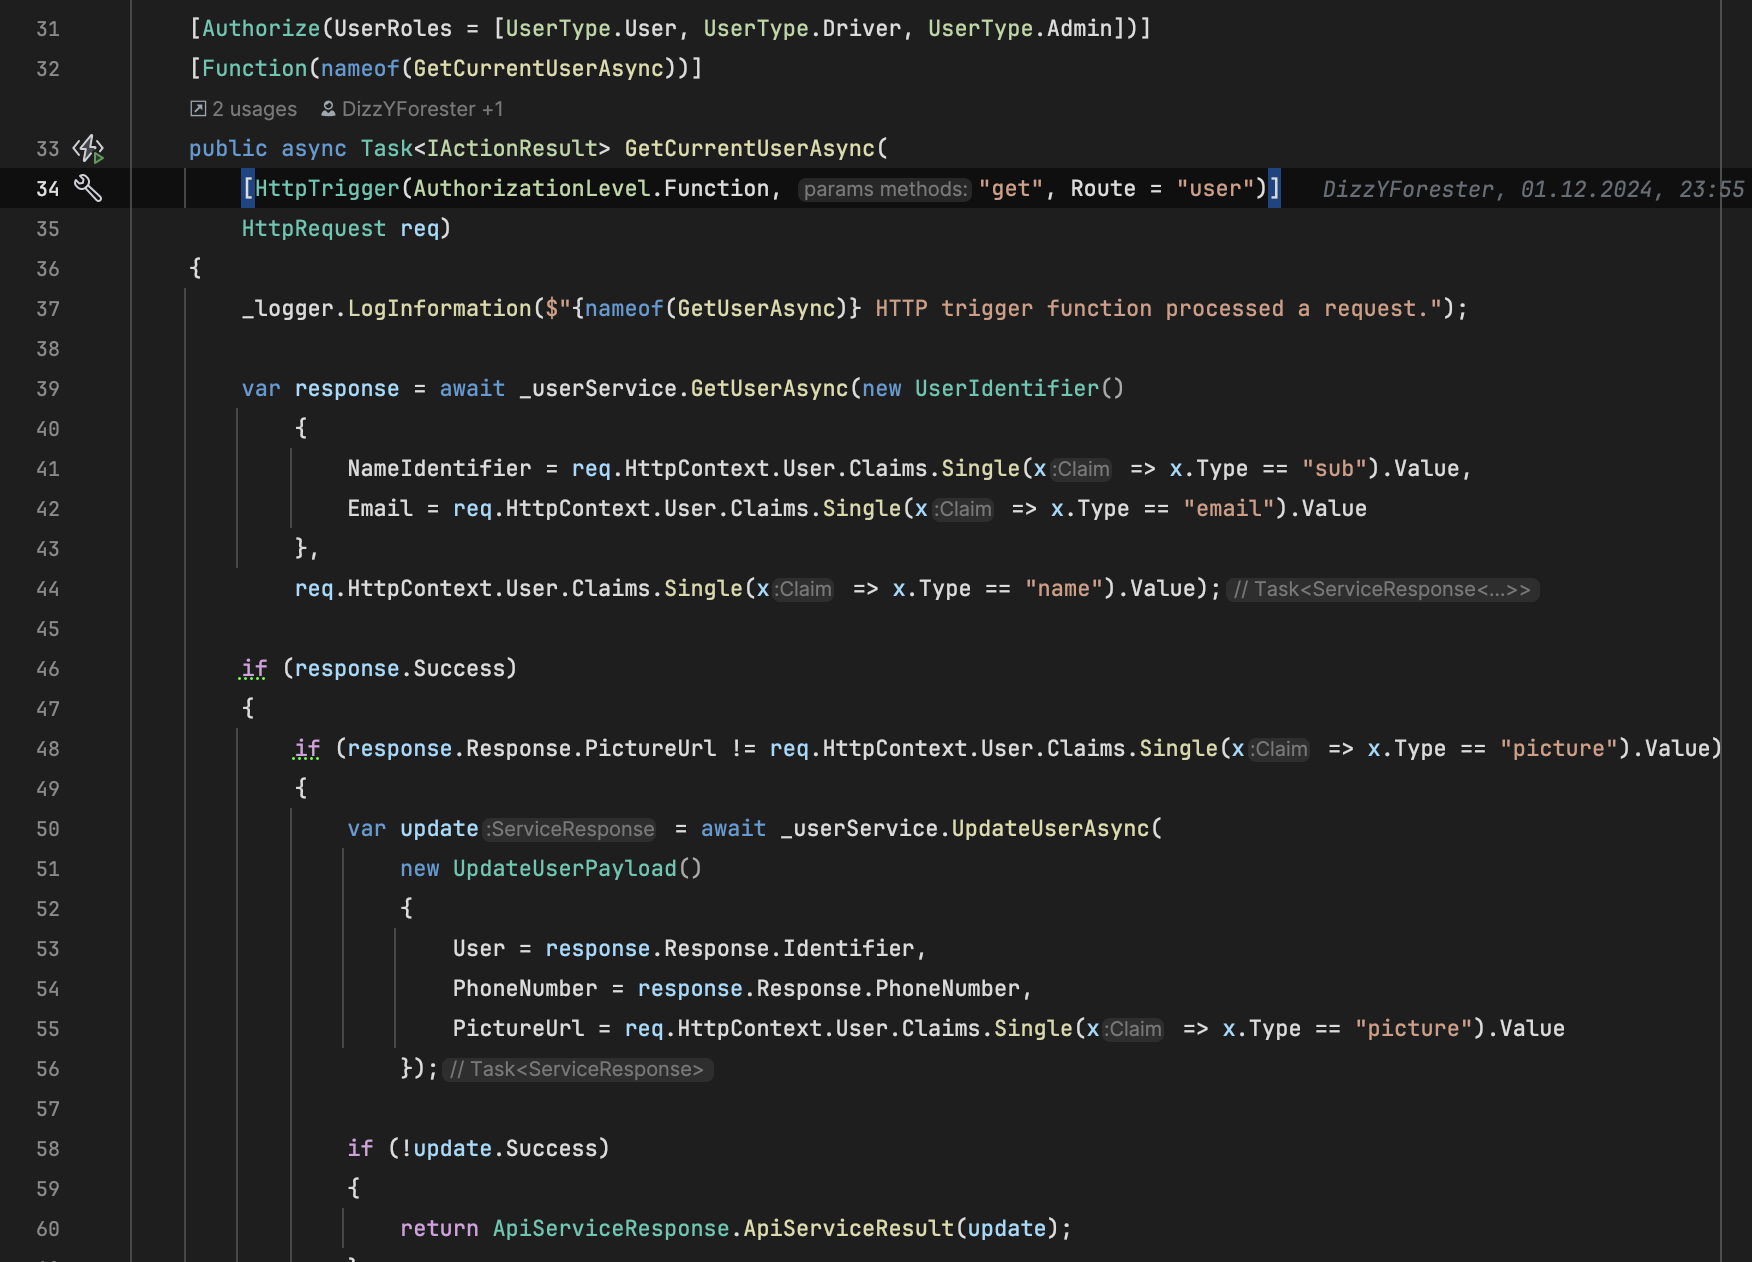 31 [Authorize(UserRoles = [UserType.User, UserType.Driver, UserType.Admin])]
32 [Function(nameof(GetCurrentUserAsync))]
2 usages DizzYForester +1
33 public async Task<IActionResult> GetCurrentUserAsync(
34 [HttpTrigger(AuthorizationLevel.Function, params methods: "get", Route = "user")] DizzYForester, 01.12.2024, 23:55
35 HttpRequest req)
36 {
37 _logger.LogInformation($"{nameof(GetUserAsync)} HTTP trigger function processed a request.");
38
39 var response = await _userService.GetUserAsync(new UserIdentifier()
40 {
41 NameIdentifier = req.HttpContext.User.Claims.Single(x :Claim => x.Type == "sub").Value,
42 Email = req.HttpContext.User.Claims.Single(x :Claim => x.Type == "email").Value
43 },
44 req.HttpContext.User.Claims.Single(x :Claim => x.Type == "name").Value); // Task<ServiceResponse<...>>
45
46 if (response.Success)
47 {
48 if (response.Response.PictureUrl != req.HttpContext.User.Claims.Single(x :Claim => x.Type == "picture").Value)
49 {
50 var update :ServiceResponse = await _userService.UpdateUserAsync(
51 new UpdateUserPayload()
52 {
53 User = response.Response.Identifier,
54 PhoneNumber = response.Response.PhoneNumber,
55 PictureUrl = req.HttpContext.User.Claims.Single(x :Claim => x.Type == "picture").Value
56 }); // Task<ServiceResponse>
57
58 if (!update.Success)
59 {
60 return ApiServiceResponse.ApiServiceResult(update);